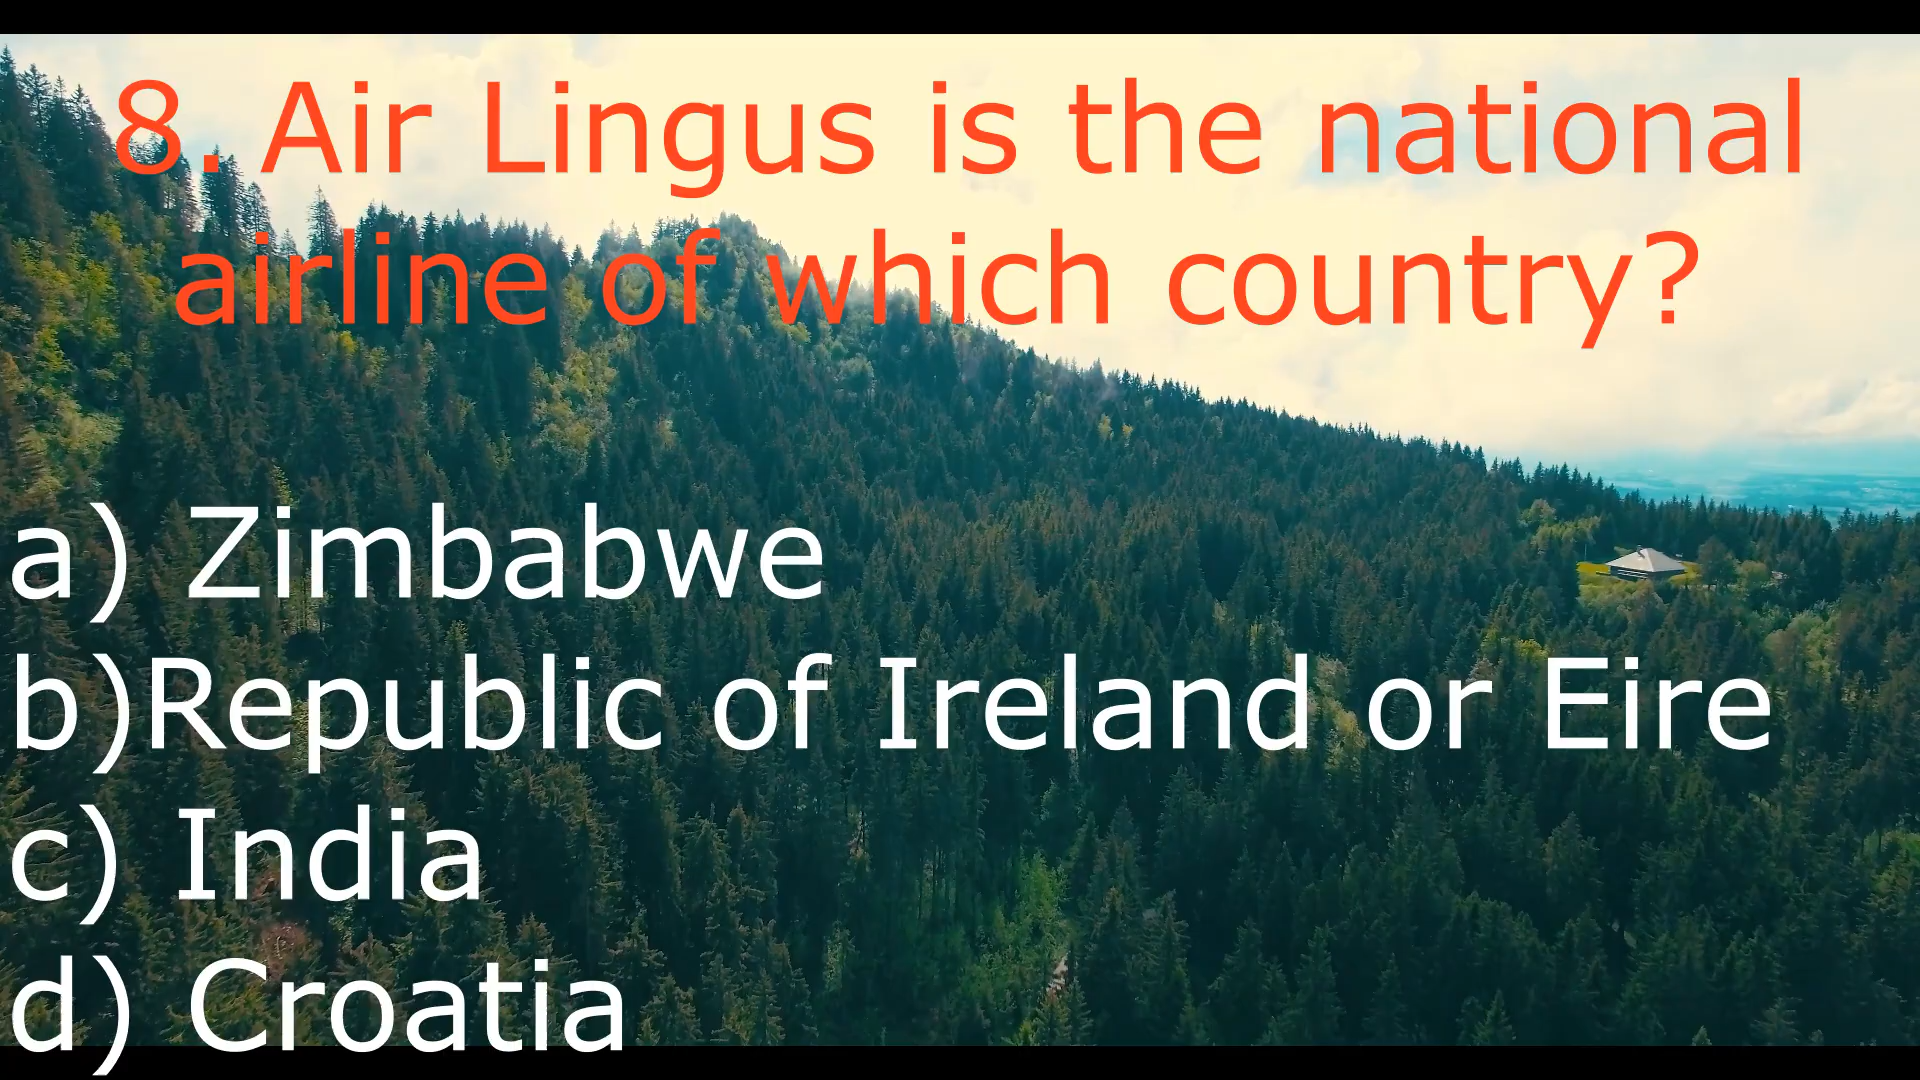 8. Air Lingus is the national
airline of which country?
a) Zimbabwe
b)Republic of Ireland or Eire
c) India
d) Croatia